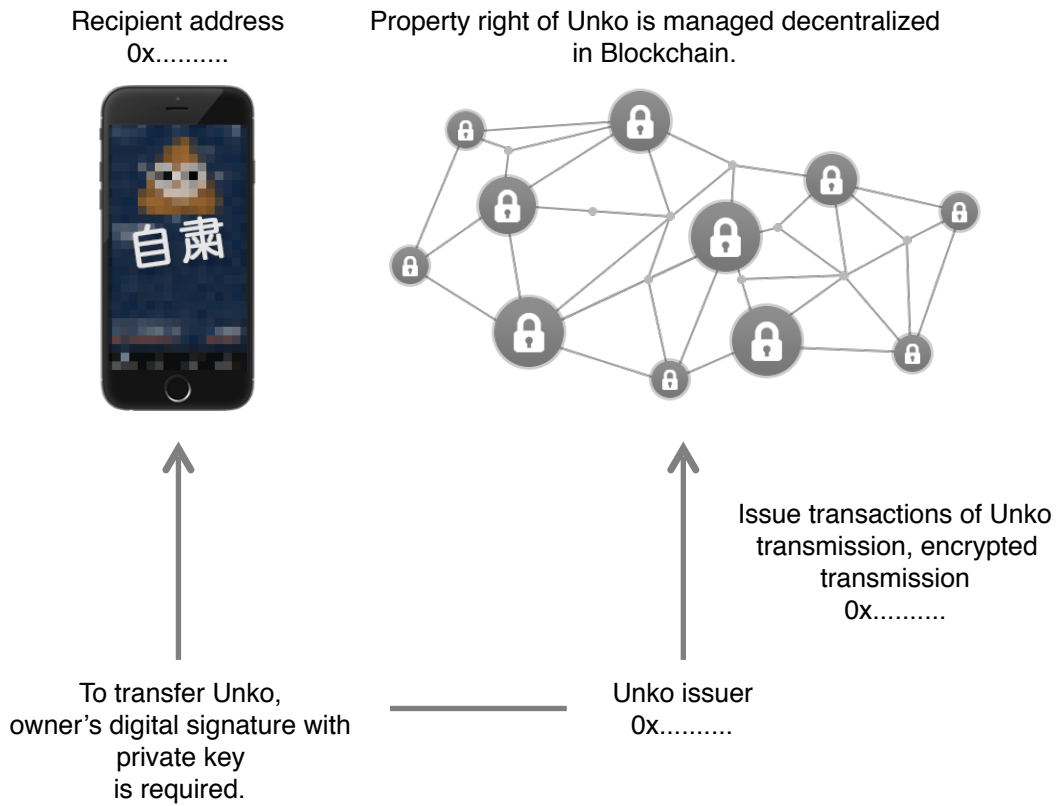 Recipient address
0x..........
Property right of Unko is managed decentralized
in Blockchain.
自粛
Issue transactions of Unko
transmission, encrypted
transmission
0x..........
To transfer Unko,
owner’s digital signature with
private key
is required.
Unko issuer
0x..........